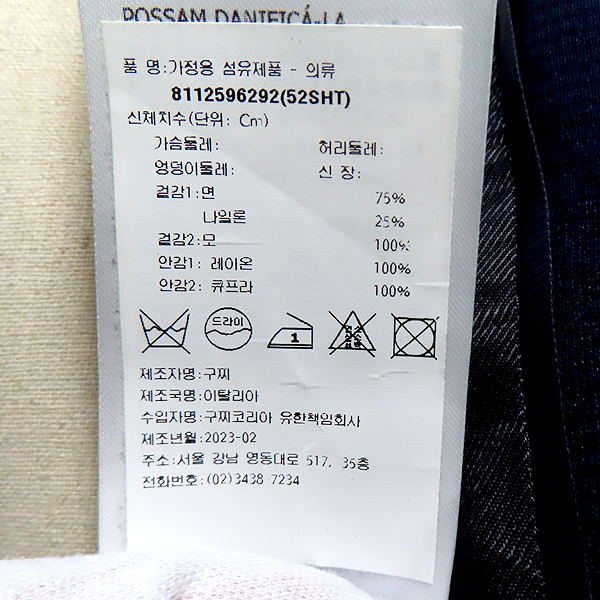 POSSAM DANIFICÁ-LA
품 명:가정용 섬유제품 - 의류
8112596292(52SHT)
신체치수(단위: Cm)
가슴둘레: 허리둘레:
엉덩이둘레: 신 장:
겉감1:면 75%
나일론 25%
겉감2:모 100%
안감1: 레이온 100%
안감2: 큐프라 100%
드라이 1
제조자명:구찌
제조국명:이탈리아
수입자명:구찌코리아 유한책임회사
제조년월:2023-02
주소:서울 강남 영동대로 517, 35층
전화번호:(02)3438-7234